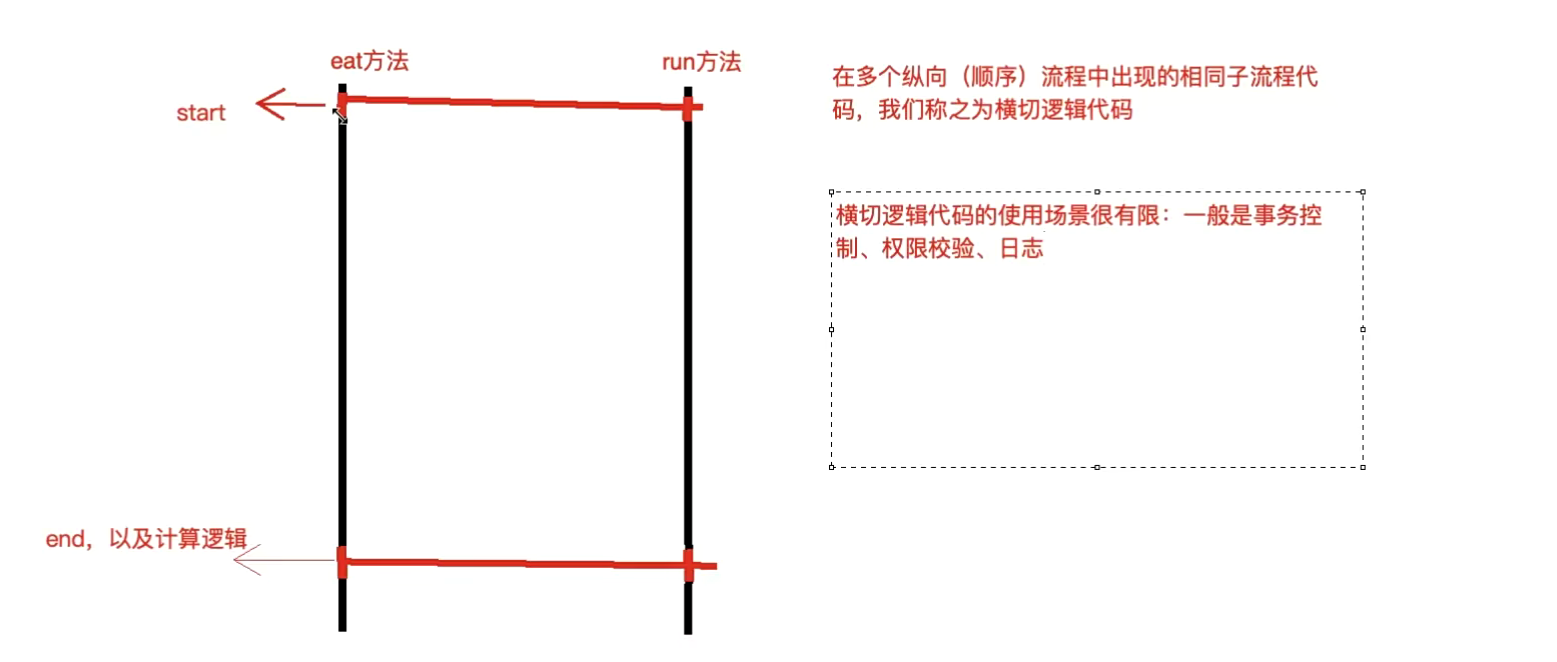 eat方法
run方法
start
end，以及计算逻辑
在多个纵向（顺序）流程中出现的相同子流程代
码，我们称之为横切逻辑代码
横切逻辑代码的使用场景很有限：一般是事务控
制、权限校验、日志